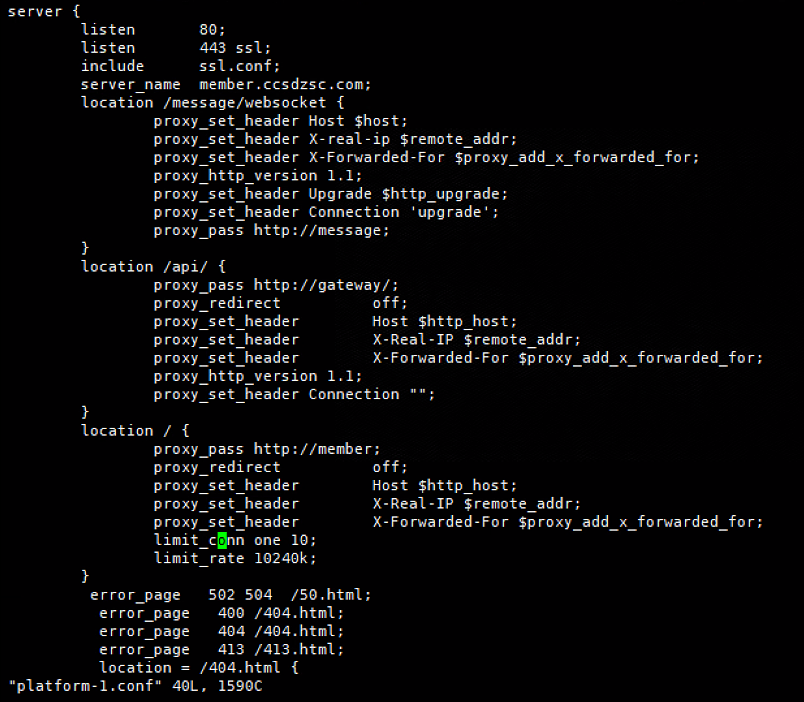 server {
        listen       80;
        listen       443 ssl;
        include      ssl.conf;
        server_name  member.ccsdzsc.com;
        location /message/websocket {
                proxy_set_header Host $host;
                proxy_set_header X-real-ip $remote_addr;
                proxy_set_header X-Forwarded-For $proxy_add_x_forwarded_for;
                proxy_http_version 1.1;
                proxy_set_header Upgrade $http_upgrade;
                proxy_set_header Connection 'upgrade';
                proxy_pass http://message;
        }
        location /api/ {
                proxy_pass http://gateway/;
                proxy_redirect          off;
                proxy_set_header        Host $http_host;
                proxy_set_header        X-Real-IP $remote_addr;
                proxy_set_header        X-Forwarded-For $proxy_add_x_forwarded_for;
                proxy_http_version 1.1;
                proxy_set_header Connection "";
        }
        location / {
                proxy_pass http://member;
                proxy_redirect          off;
                proxy_set_header        Host $http_host;
                proxy_set_header        X-Real-IP $remote_addr;
                proxy_set_header        X-Forwarded-For $proxy_add_x_forwarded_for;
                limit_conn one 10;
                limit_rate 10240k;
        }
         error_page   502 504  /50.html;
          error_page   400 /404.html;
          error_page   404 /404.html;
          error_page   413 /413.html;
          location = /404.html {
"platform-1.conf" 40L, 1590C